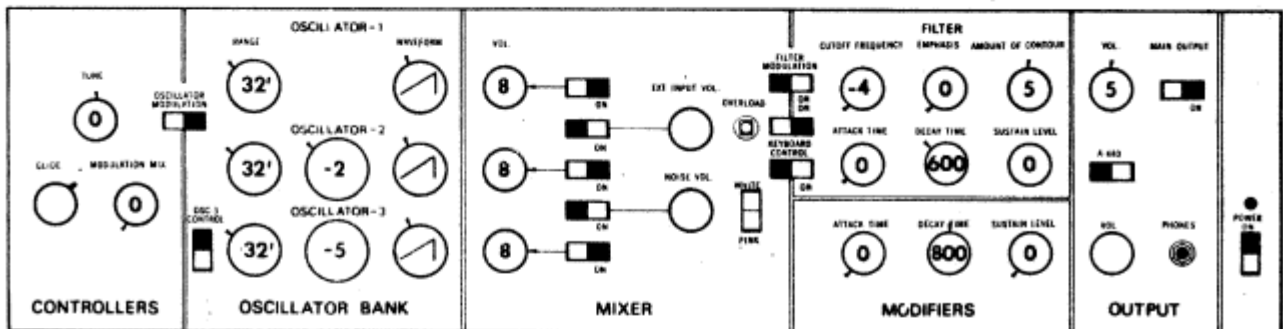 OSCILLATOR-1
RANGE
WAVEFORM
TUNE
0
OSCILLATOR
MODULATION
32'
OSCILLATOR-2
32'
-2
GLIDE
MODULATION MIX
0
OSC 3
CONTROL
OSCILLATOR-3
32'
-5
CONTROLLERS
OSCILLATOR BANK
VOL.
8
ON
EXT INPUT VOL.
OVERLOAD
ON
8
ON
NOISE VOL.
WHITE
PINK
ON
8
ON
MIXER
FILTER
CUTOFF FREQUENCY
EMPHASIS
AMOUNT OF CONTOUR
FILTER
MODULATION
-4
0
5
ON
ON
KEYBOARD
CONTROL
ON
ATTACK TIME
DECAY TIME
SUSTAIN LEVEL
0
600
0
ATTACK TIME
DECAY TIME
SUSTAIN LEVEL
0
800
0
MODIFIERS
VOL.
MAIN OUTPUT
5
ON
A-440
VOL
PHONES
OUTPUT
POWER
ON